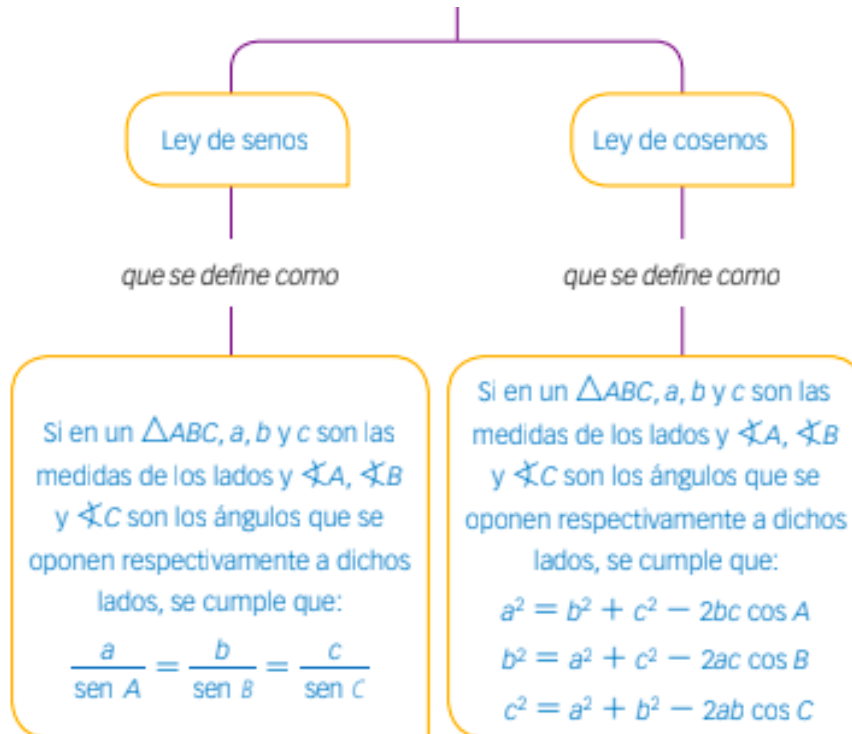 Ley de senos
que se define como
Si en un △ABC, a, b y c son las
medidas de los lados y ∢A, ∢B
y ∢C son los ángulos que se
oponen respectivamente a dichos
lados, se cumple que:
a/sen A = b/sen B = c/sen C
Ley de cosenos
que se define como
Si en un △ABC, a, b y c son las
medidas de los lados y ∢A, ∢B
y ∢C son los ángulos que se
oponen respectivamente a dichos
lados, se cumple que:
a² = b² + c² − 2bc cos A
b² = a² + c² − 2ac cos B
c² = a² + b² − 2ab cos C